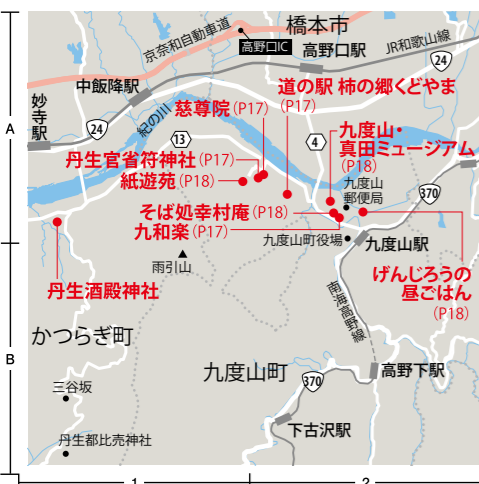 橋本市
京奈和自動車道
高野口IC
高野口駅
JR和歌山線
24
中飯降駅
道の駅 柿の郷くどやま
(P17)
妙寺駅
慈尊院(P17)
A
紀の川
24
13
4
九度山・
真田ミュージアム
(P18)
丹生官省符神社(P17)
紙遊苑(P18)
九度山
郵便局
370
そば処幸村庵(P18)
九和楽(P17)
九度山町役場
九度山駅
雨引山
げんじろうの
昼ごはん
(P18)
丹生酒殿神社
南海高野線
かつらぎ町
B
九度山町
370
高野下駅
三谷坂
下古沢駅
丹生都比売神社
1
2